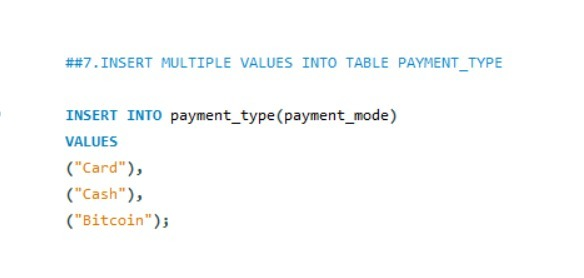 ##7.INSERT MULTIPLE VALUES INTO TABLE PAYMENT_TYPE
INSERT INTO payment_type(payment_mode)
VALUES
("Card"),
("Cash"),
("Bitcoin");